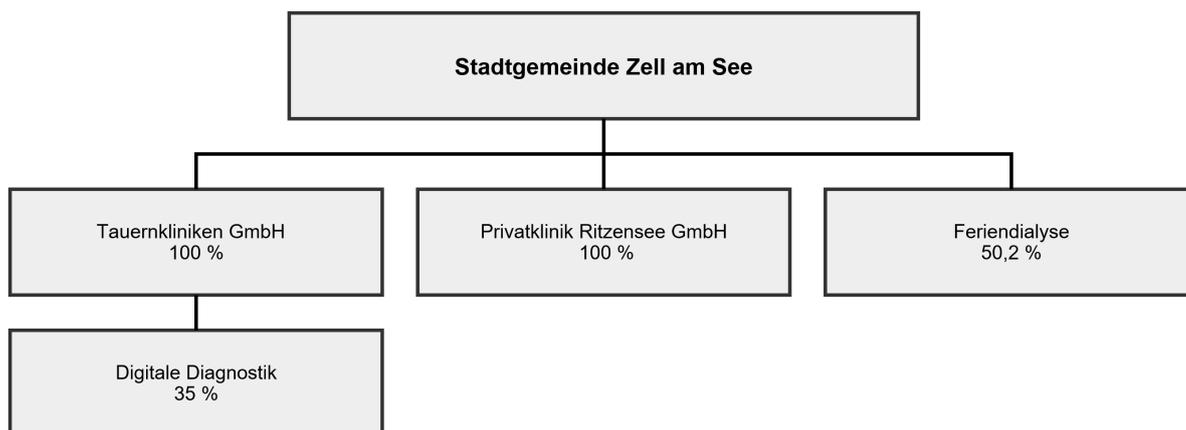 Stadtgemeinde Zell am See
Tauernkliniken GmbH
100 %
Privatklinik Ritzensee GmbH
100 %
Feriendialyse
50,2 %
Digitale Diagnostik
35 %